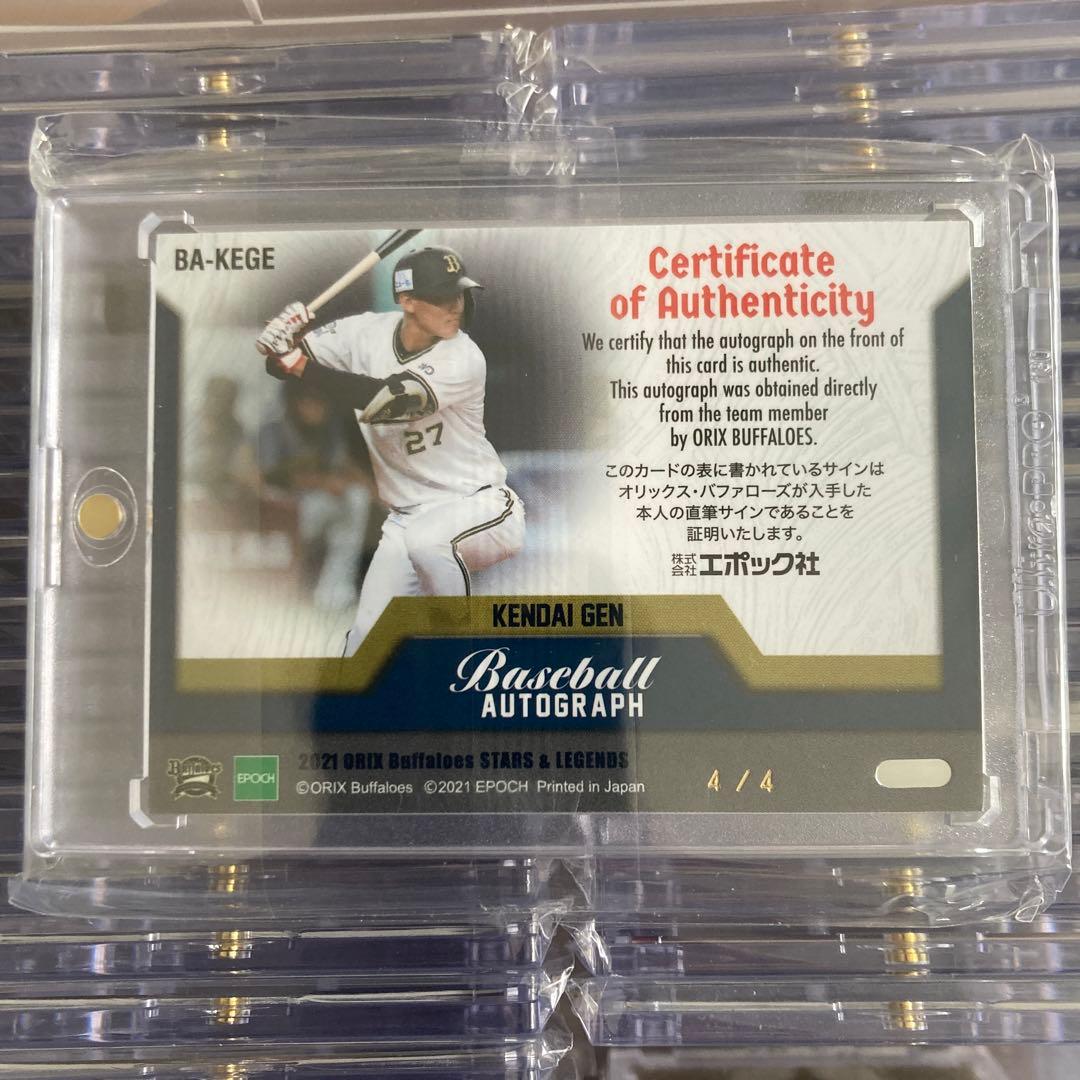 BA-KEGE
B
27
Certificate
of Authenticity
We certify that the autograph on the front of
this card is authentic.
This autograph was obtained directly
from the team member
by ORIX BUFFALOES.
このカードの表に書かれているサインは
オリックス・バファローズが入手した
本人の直筆サインであることを
証明いたします。
株式会社エポック社
KENDAI GEN
Baseball
AUTOGRAPH
Buffaloes
EPOCH
2021 ORIX Buffaloes STARS & LEGENDS
©ORIX Buffaloes ©2021 EPOCH Printed in Japan
4/4